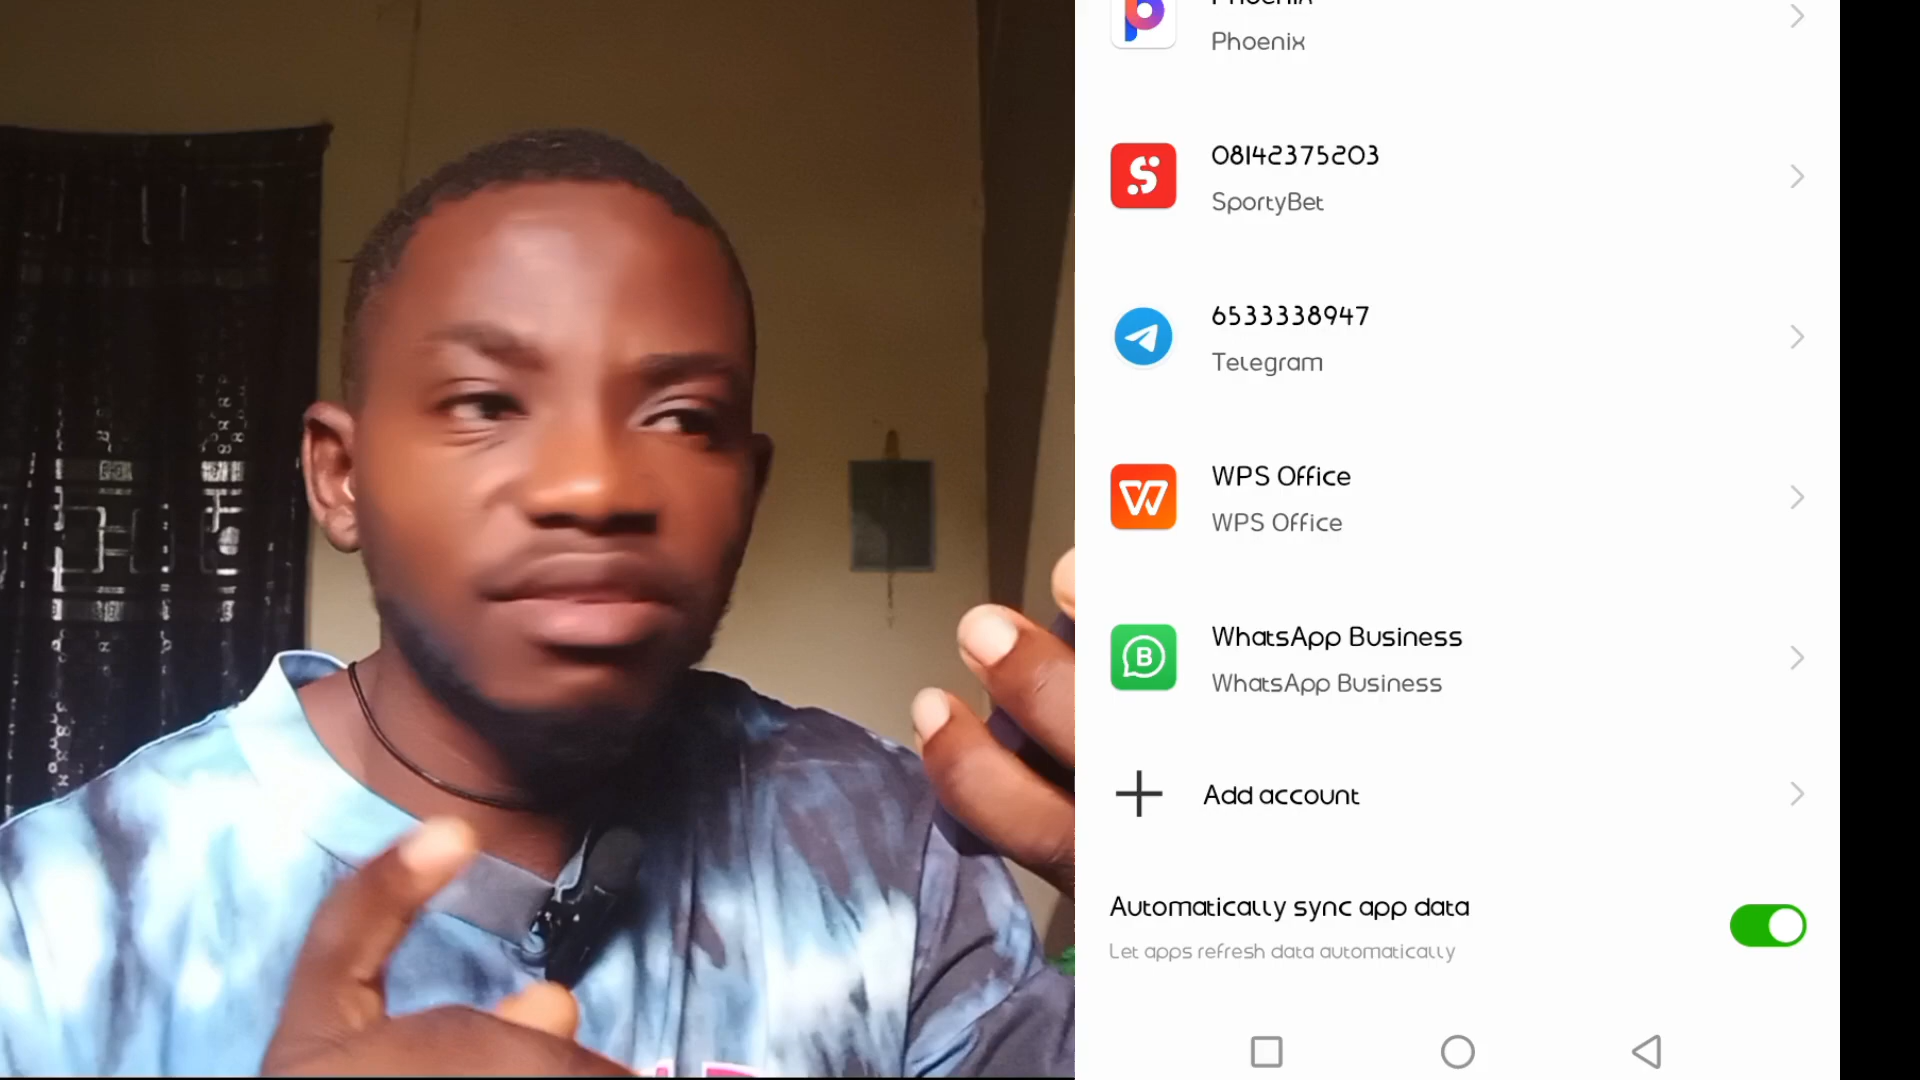 Phoenix
Phoenix
08142375203
SportyBet
6533338947
Telegram
WPS Office
WPS Office
WhatsApp Business
WhatsApp Business
Add account
Automatically sync app data
Let apps refresh data automatically